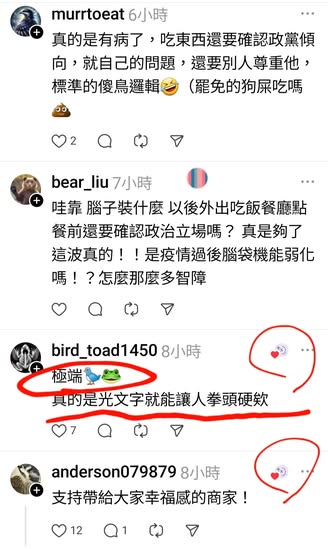 murrtoeat 6小時
真的是有病了，吃東西還要確認政黨傾
向，就自己的問題，還要別人尊重他，
標準的傻鳥邏輯🤣（罷免的狗屎吃嗎
💩
2
bear_liu 7小時
哇靠 腦子裝什麼 以後外出吃飯餐廳點
餐前還要確認政治立場嗎？ 真是夠了
這波真的！！是疫情過後腦袋機能弱化
嗎！？怎麼那麼多智障
bird_toad1450 8小時
極端🐦🐸
真的是光文字就能讓人拳頭硬欸
7
anderson079879 8小時
支持帶給大家幸福感的商家！
12 1